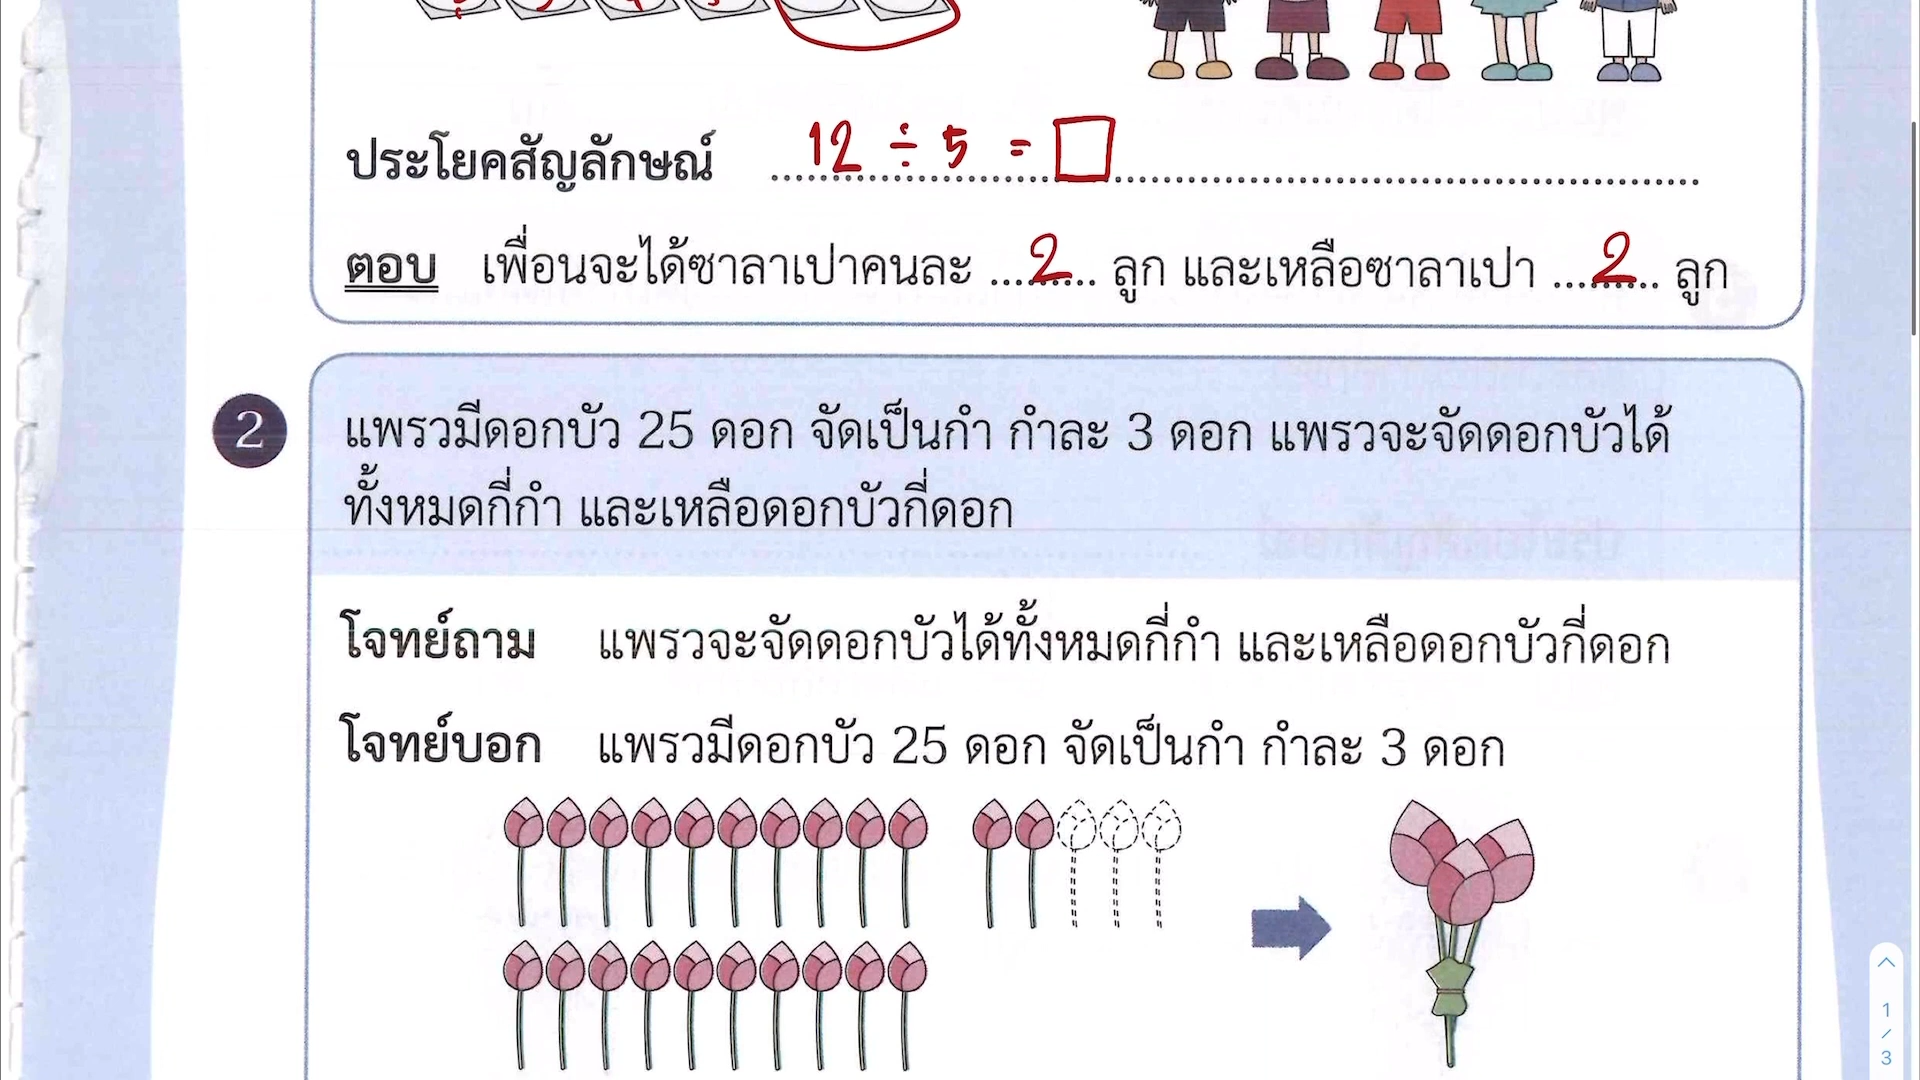 ประโยคสัญลักษณ์ 12 ÷ 5 = □
ตอบ เพื่อนจะได้ซาลาเปาคนละ ...2... ลูก และเหลือซาลาเปา ...2... ลูก
2 แพรวมีดอกบัว 25 ดอก จัดเป็นกำ กำละ 3 ดอก แพรวจะจัดดอกบัวได้
ทั้งหมดกี่กำ และเหลือดอกบัวกี่ดอก
โจทย์ถาม แพรวจะจัดดอกบัวได้ทั้งหมดกี่กำ และเหลือดอกบัวกี่ดอก
โจทย์บอก แพรวมีดอกบัว 25 ดอก จัดเป็นกำ กำละ 3 ดอก
1
/
3